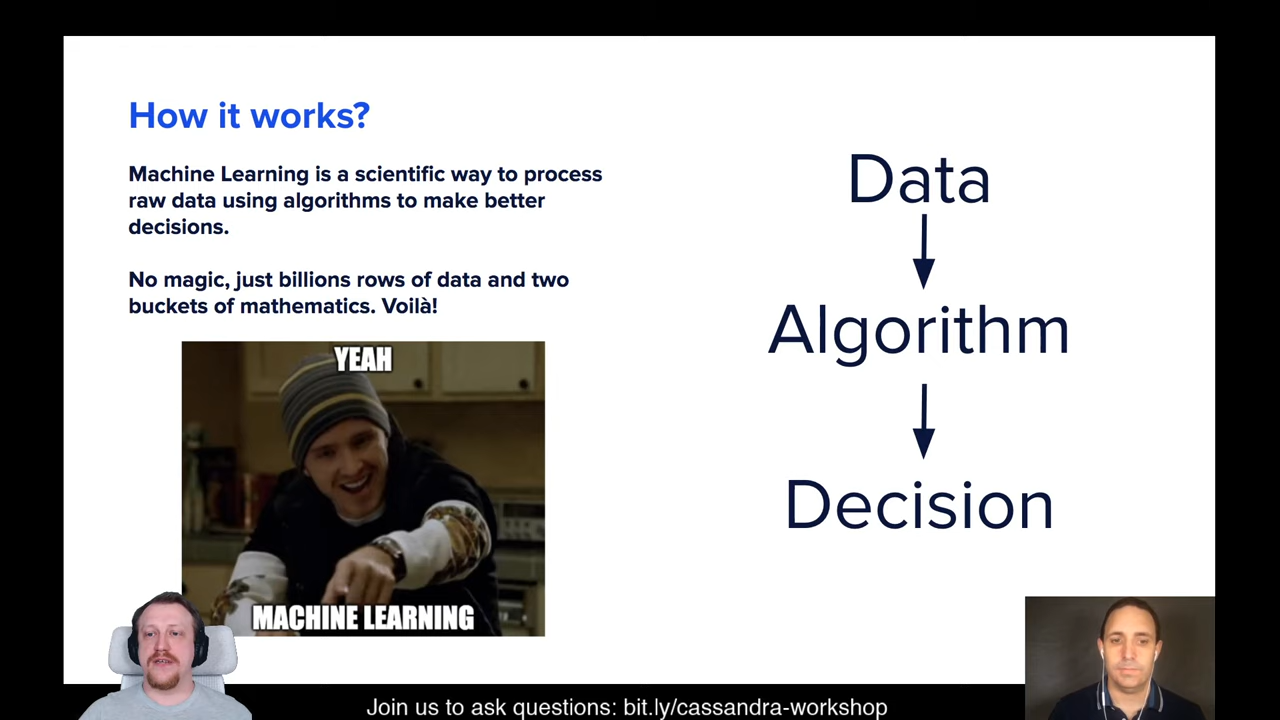 How it works?
Machine Learning is a scientific way to process
raw data using algorithms to make better
decisions.
No magic, just billions rows of data and two
buckets of mathematics. Voilà!
YEAH
MACHINE LEARNING
Data
Algorithm
Decision
Join us to ask questions: bit.ly/cassandra-workshop